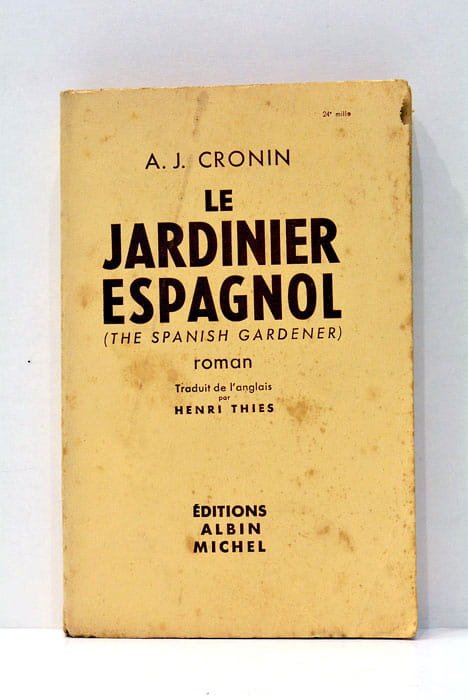 24e mille
A. J. CRONIN
LE
JARDINIER
ESPAGNOL
(THE SPANISH GARDENER)
roman
Traduit de l'anglais
par
HENRI THIES
ÉDITIONS
ALBIN
MICHEL